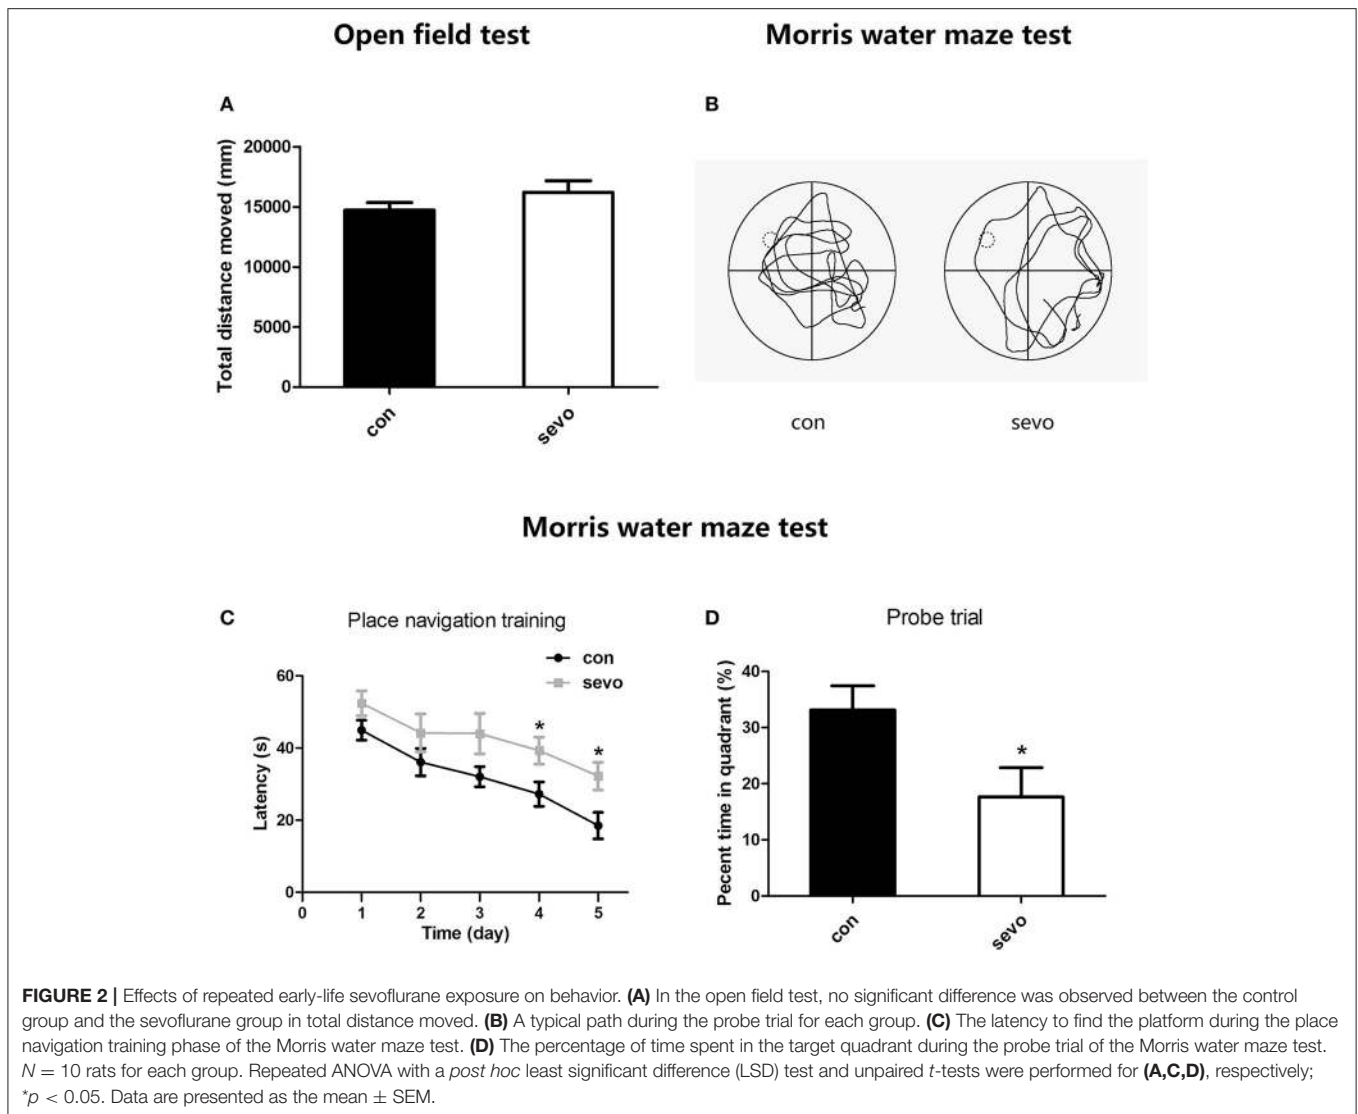 Open field test
Morris water maze test
A
20000
15000
10000
5000
0
Total distance moved (mm)
con
sevo
B
con
sevo
Morris water maze test
C
Place navigation training
con
sevo
60
40
20
0
Latency (s)
*
*
0 1 2 3 4 5
Time (day)
D
Probe trial
40
30
20
10
0
Pecent time in quadrant (%)
*
con
sevo
FIGURE 2 | Effects of repeated early-life sevoflurane exposure on behavior. (A) In the open field test, no significant difference was observed between the control
group and the sevoflurane group in total distance moved. (B) A typical path during the probe trial for each group. (C) The latency to find the platform during the place
navigation training phase of the Morris water maze test. (D) The percentage of time spent in the target quadrant during the probe trial of the Morris water maze test.
N = 10 rats for each group. Repeated ANOVA with a post hoc least significant difference (LSD) test and unpaired t-tests were performed for (A,C,D), respectively;
*p < 0.05. Data are presented as the mean ± SEM.